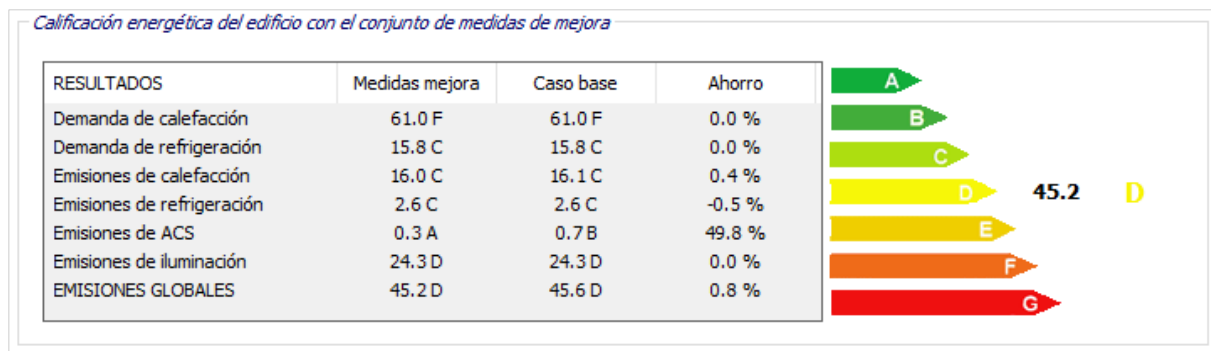 Calificación energética del edificio con el conjunto de medidas de mejora
RESULTADOS Medidas mejora Caso base Ahorro
Demanda de calefacción 61.0 F 61.0 F 0.0 %
Demanda de refrigeración 15.8 C 15.8 C 0.0 %
Emisiones de calefacción 16.0 C 16.1 C 0.4 %
Emisiones de refrigeración 2.6 C 2.6 C -0.5 %
Emisiones de ACS 0.3 A 0.7 B 49.8 %
Emisiones de iluminación 24.3 D 24.3 D 0.0 %
EMISIONES GLOBALES 45.2 D 45.6 D 0.8 %
A
B
C
D 45.2 D
E
F
G